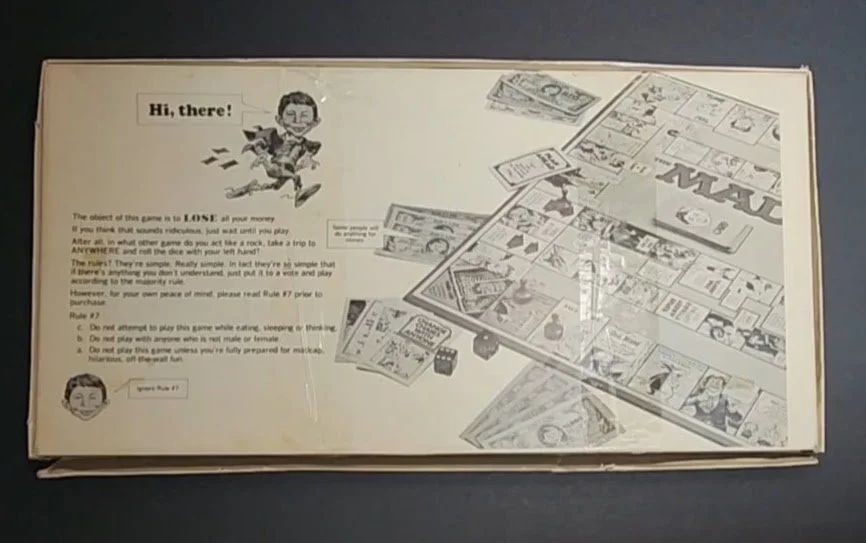 Hi, there!
The object of this game is to LOSE all your money.
If you think that sounds ridiculous, just wait until you play.
After all, in what other game do you act like a rock, take a trip to
ANYWHERE and roll the dice with your left hand?
The rules? They're simple. Really simple. In fact they're so simple that
if there's anything you don't understand, just put it to a vote and play
according to the majority rule.
However, for your own peace of mind, please read Rule #7 prior to
purchase.
Rule #7
c. Do not attempt to play this game while eating, sleeping or thinking.
b. Do not play with anyone who is not male or female.
a. Do not play this game unless you're fully prepared for madcap,
hilarious, off-the-wall fun.
Ignore Rule #7
Some people will
do anything for
money
THE
MAD
CHANGE
CHAIRS
WITH
ANYONE